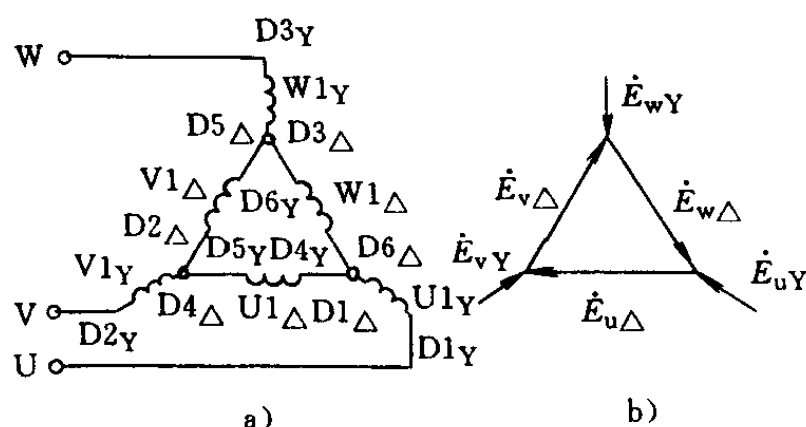 D3Y
W
W1Y
D5△ D3△
V1△ D6Y W1△
D2△ D5Y D4Y D6△
V1Y
V D4△ U1△ D1△ U1Y
D2Y
U D1Y
a)
ĖwY
Ėv△ Ėw△
ĖvY ĖuY
Ėu△
b)